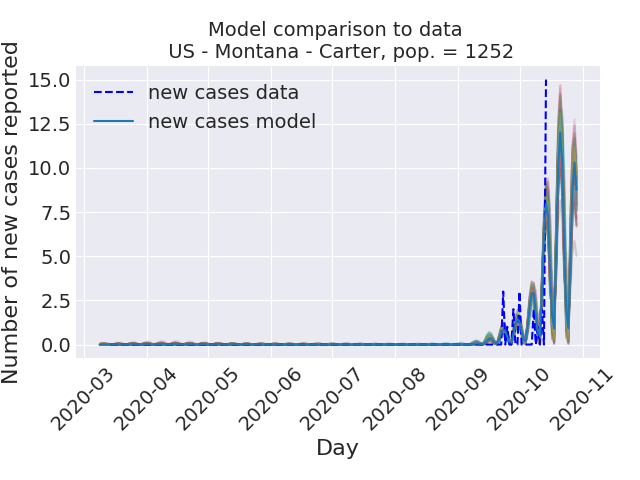 Model comparison to data
US - Montana - Carter, pop. = 1252
Number of new cases reported
15.0
12.5
10.0
7.5
5.0
2.5
0.0
new cases data
new cases model
2020-03
2020-04
2020-05
2020-06
2020-07
2020-08
2020-09
2020-10
2020-11
Day